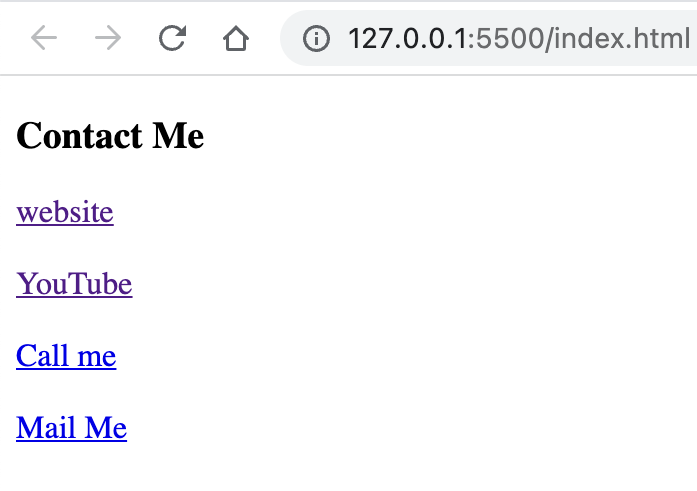 127.0.0.1:5500/index.html
Contact Me
website
YouTube
Call me
Mail Me